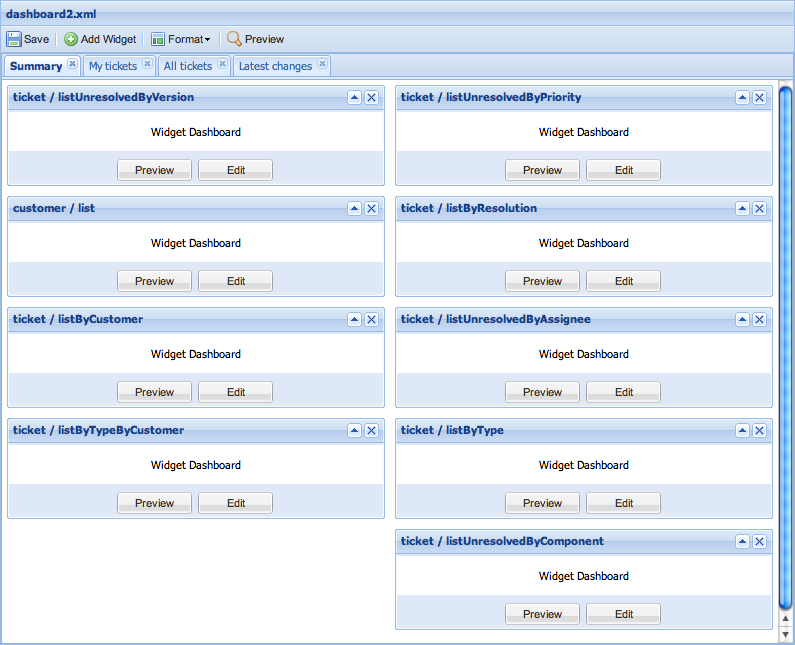 dashboard2.xml
Save Add Widget Format Preview
Summary My tickets All tickets Latest changes
ticket / listUnresolvedByVersion
Widget Dashboard
Preview Edit
customer / list
Widget Dashboard
Preview Edit
ticket / listByCustomer
Widget Dashboard
Preview Edit
ticket / listByTypeByCustomer
Widget Dashboard
Preview Edit
ticket / listUnresolvedByPriority
Widget Dashboard
Preview Edit
ticket / listByResolution
Widget Dashboard
Preview Edit
ticket / listUnresolvedByAssignee
Widget Dashboard
Preview Edit
ticket / listByType
Widget Dashboard
Preview Edit
ticket / listUnresolvedByComponent
Widget Dashboard
Preview Edit